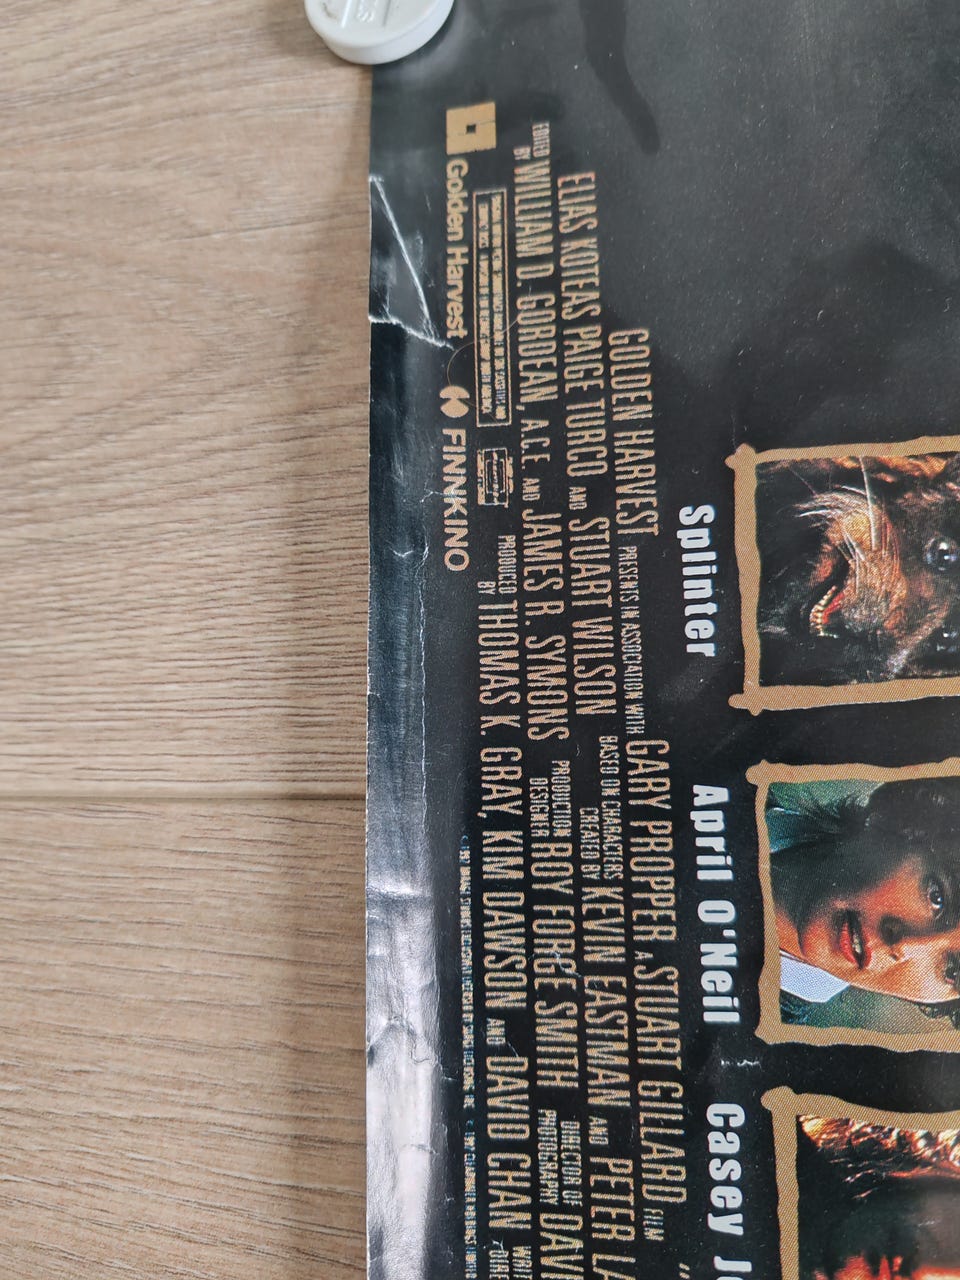 Splinter
April O'Neil
Casey
GOLDEN HARVEST PRESENTS IN ASSOCIATION WITH GARY PROPPER A STUART GILLARD FILM "
ELIAS KOTEAS PAIGE TURCO AND STUART WILSON BASED ON CHARACTERS CREATED BY KEVIN EASTMAN AND PETER
EDITED BY WILLIAM D. GORDEAN, A.C.E. AND JAMES R. SYMONS PRODUCTION DESIGNER ROY FORGE SMITH DIRECTOR OF PHOTOGRAPHY
PRODUCED BY THOMAS K. GRAY, KIM DAWSON AND DAVID CHAN
Golden Harvest
FINNKINO